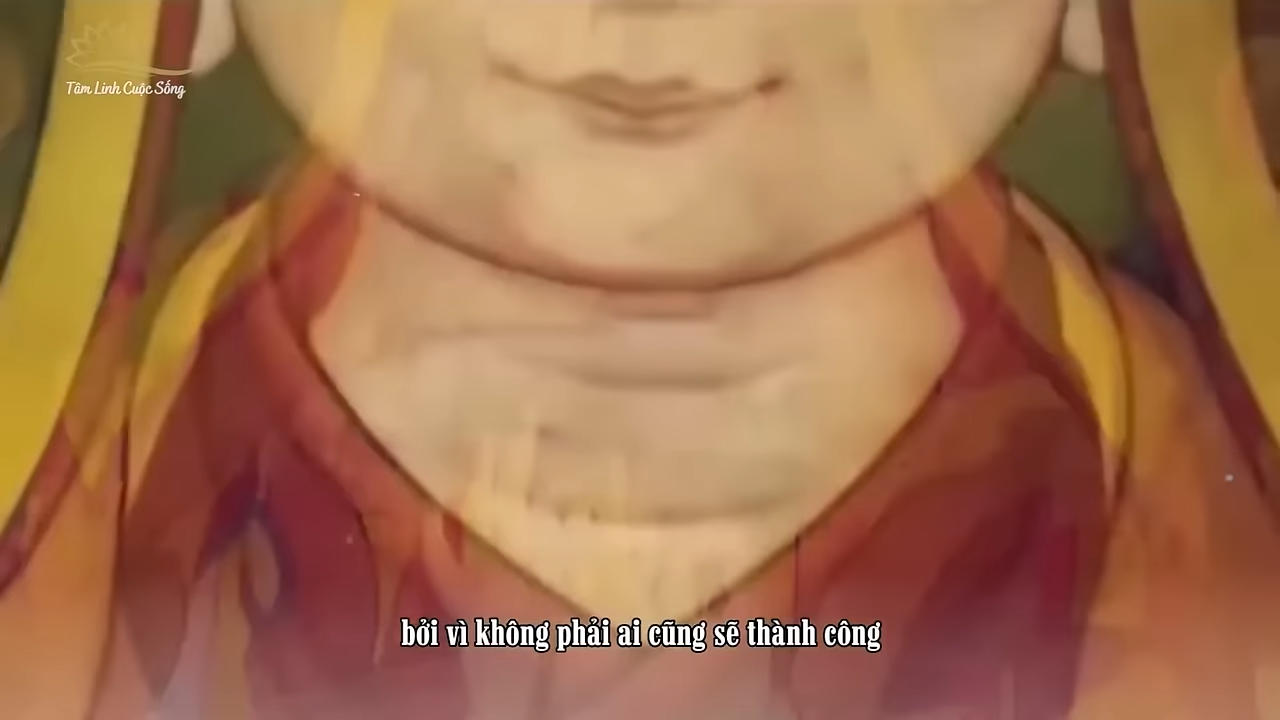 Tâm Linh Cuộc Sống
bởi vì không phải ai cũng sẽ thành công